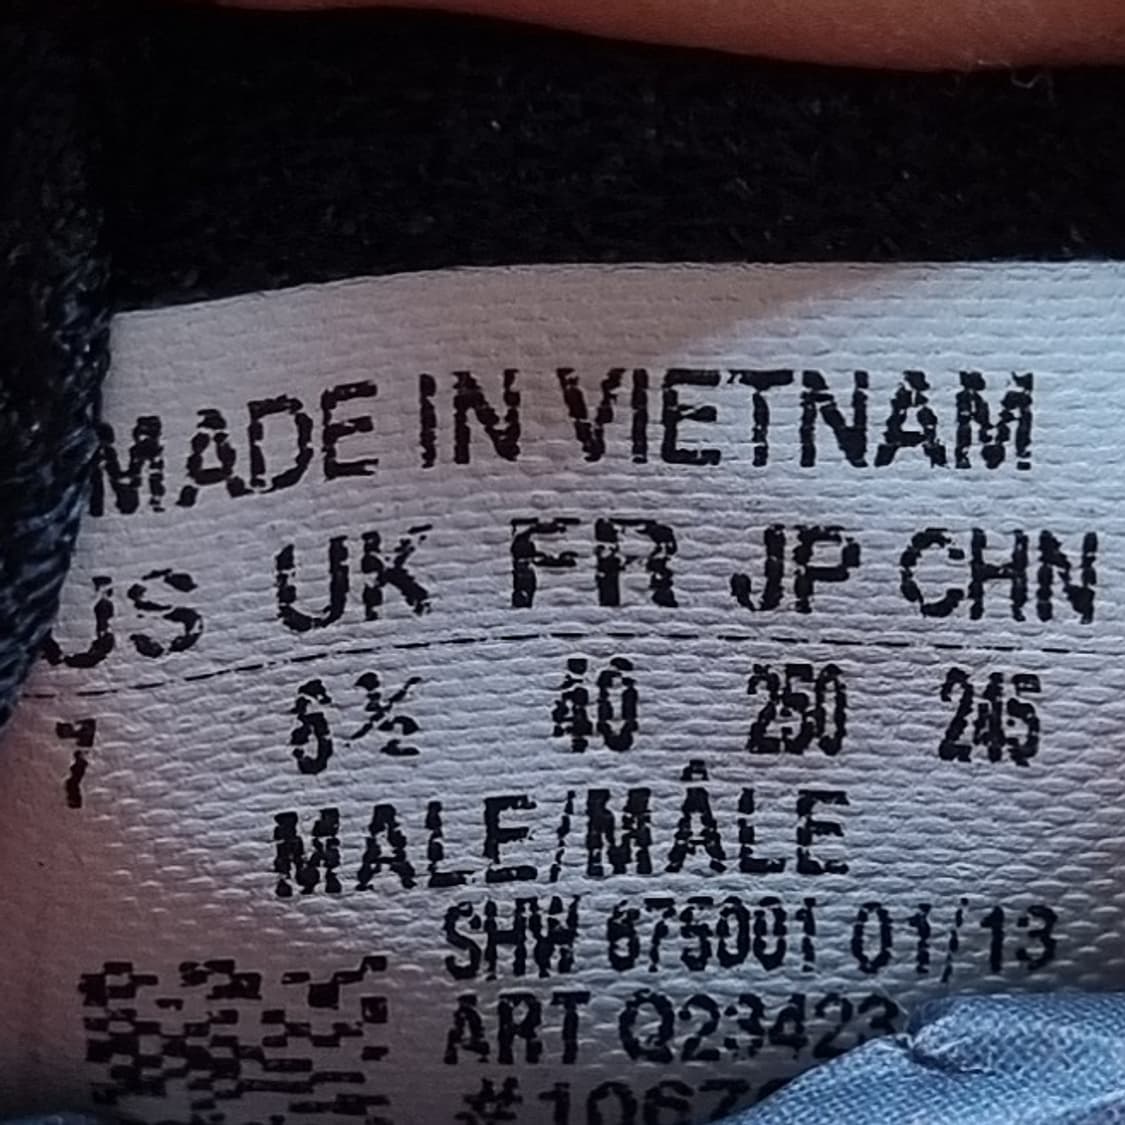 MADE IN VIETNAM
US UK FR JP CHN
7 6½ 40 250 245
MALE/MÂLE
SHW 675001 01/13
ART Q23423